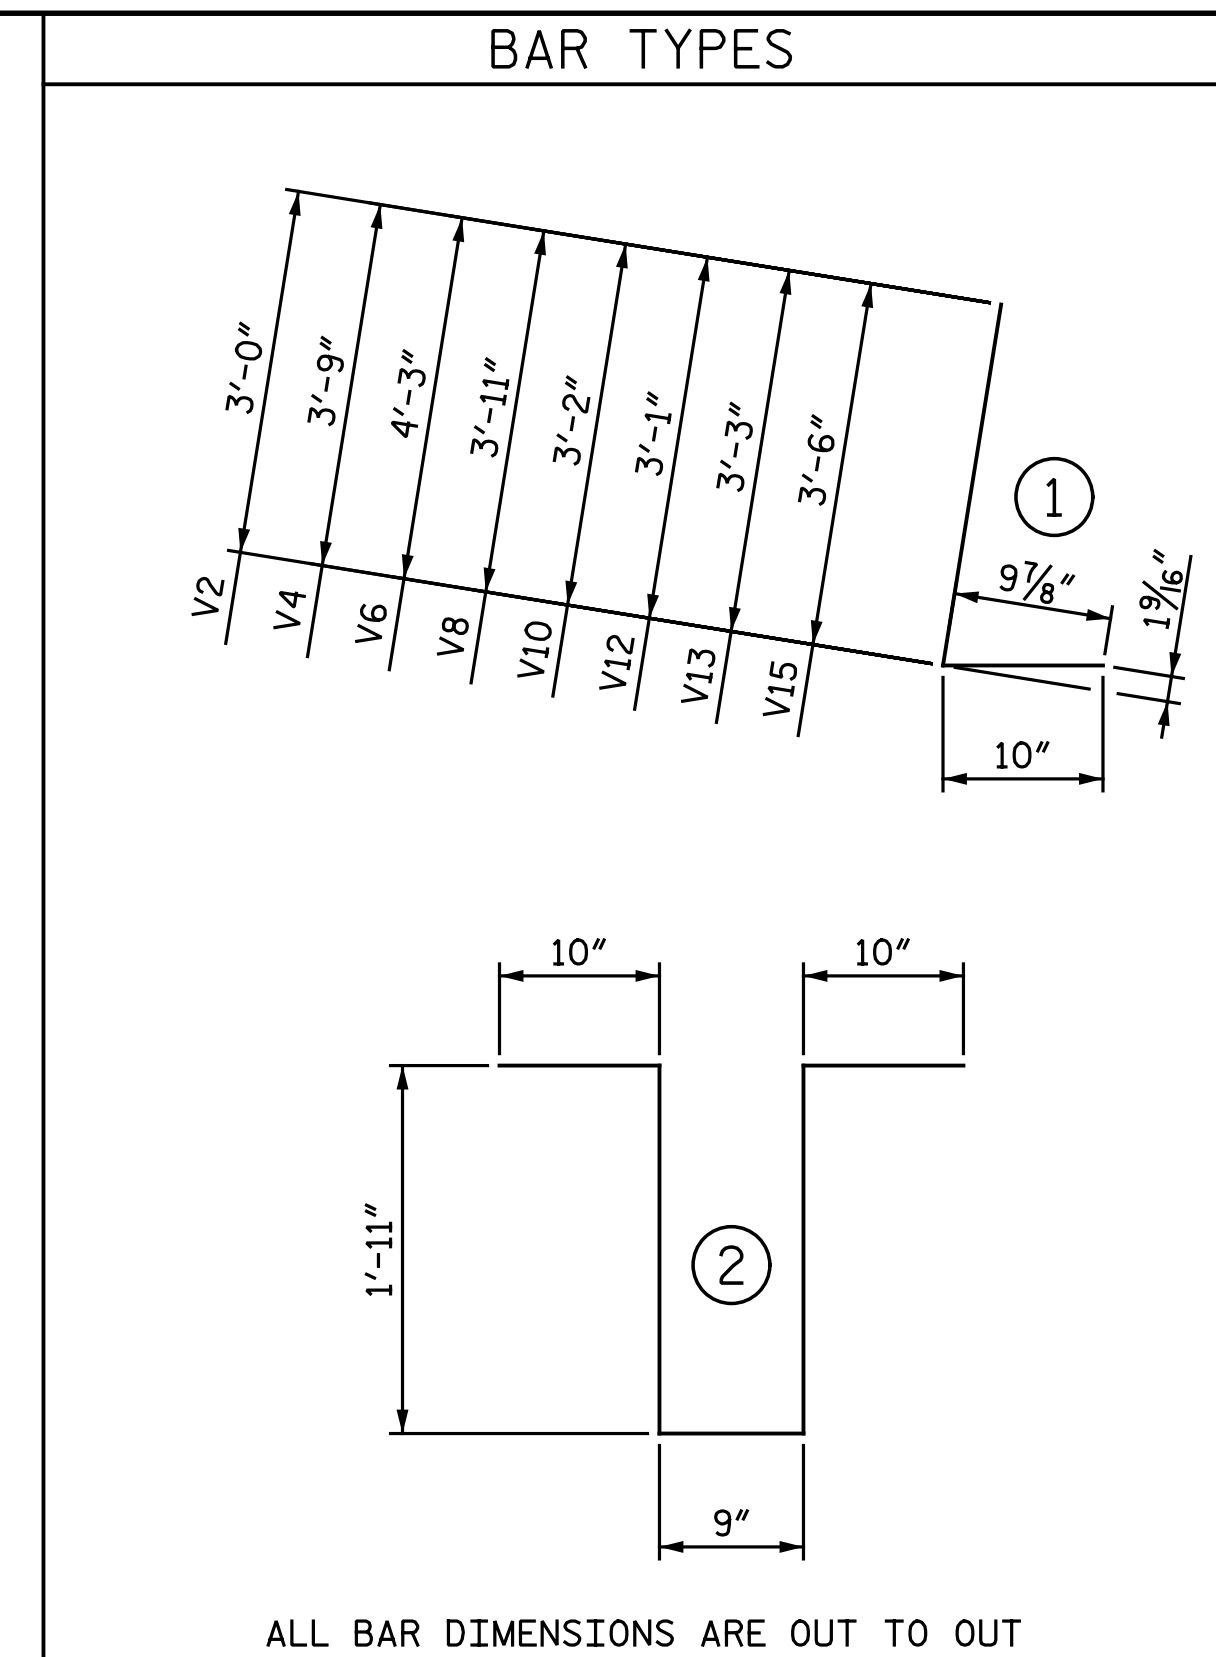 BAR TYPES
3'-0"
3'-9"
4'-3"
3'-11"
3'-2"
3'-1"
3'-3"
3'-6"
V2
V4
V6
V8
V10
V12
V13
V15
1
9 7/8"
1 9/16"
10"
10"
10"
1'-11"
2
9"
ALL BAR DIMENSIONS ARE OUT TO OUT